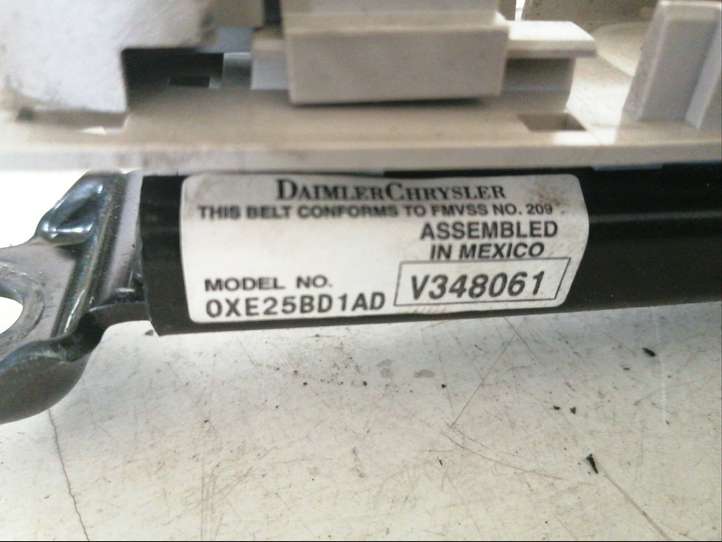 DAIMLERCHRYSLER
THIS BELT CONFORMS TO FMVSS NO. 209
ASSEMBLED
IN MEXICO
MODEL NO.
0XE25BD1AD
V348061